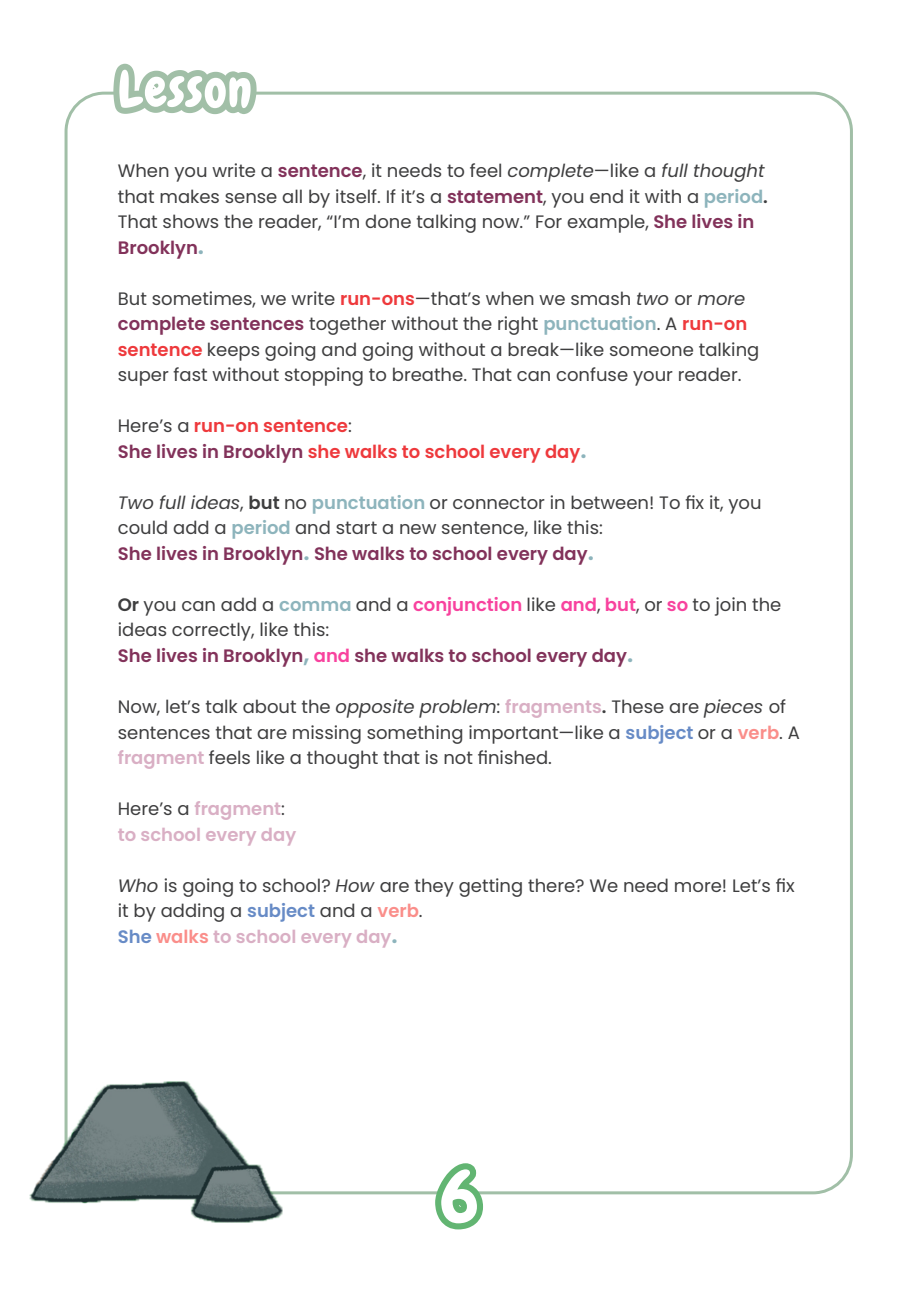 Lesson
When you write a sentence, it needs to feel complete—like a full thought
that makes sense all by itself. If it’s a statement, you end it with a period.
That shows the reader, “I’m done talking now.” For example, She lives in
Brooklyn.
But sometimes, we write run-ons—that’s when we smash two or more
complete sentences together without the right punctuation. A run-on
sentence keeps going and going without a break—like someone talking
super fast without stopping to breathe. That can confuse your reader.
Here’s a run-on sentence:
She lives in Brooklyn she walks to school every day.
Two full ideas, but no punctuation or connector in between! To fix it, you
could add a period and start a new sentence, like this:
She lives in Brooklyn. She walks to school every day.
Or you can add a comma and a conjunction like and, but, or so to join the
ideas correctly, like this:
She lives in Brooklyn, and she walks to school every day.
Now, let’s talk about the opposite problem: fragments. These are pieces of
sentences that are missing something important—like a subject or a verb. A
fragment feels like a thought that is not finished.
Here’s a fragment:
to school every day
Who is going to school? How are they getting there? We need more! Let’s fix
it by adding a subject and a verb.
She walks to school every day.
6